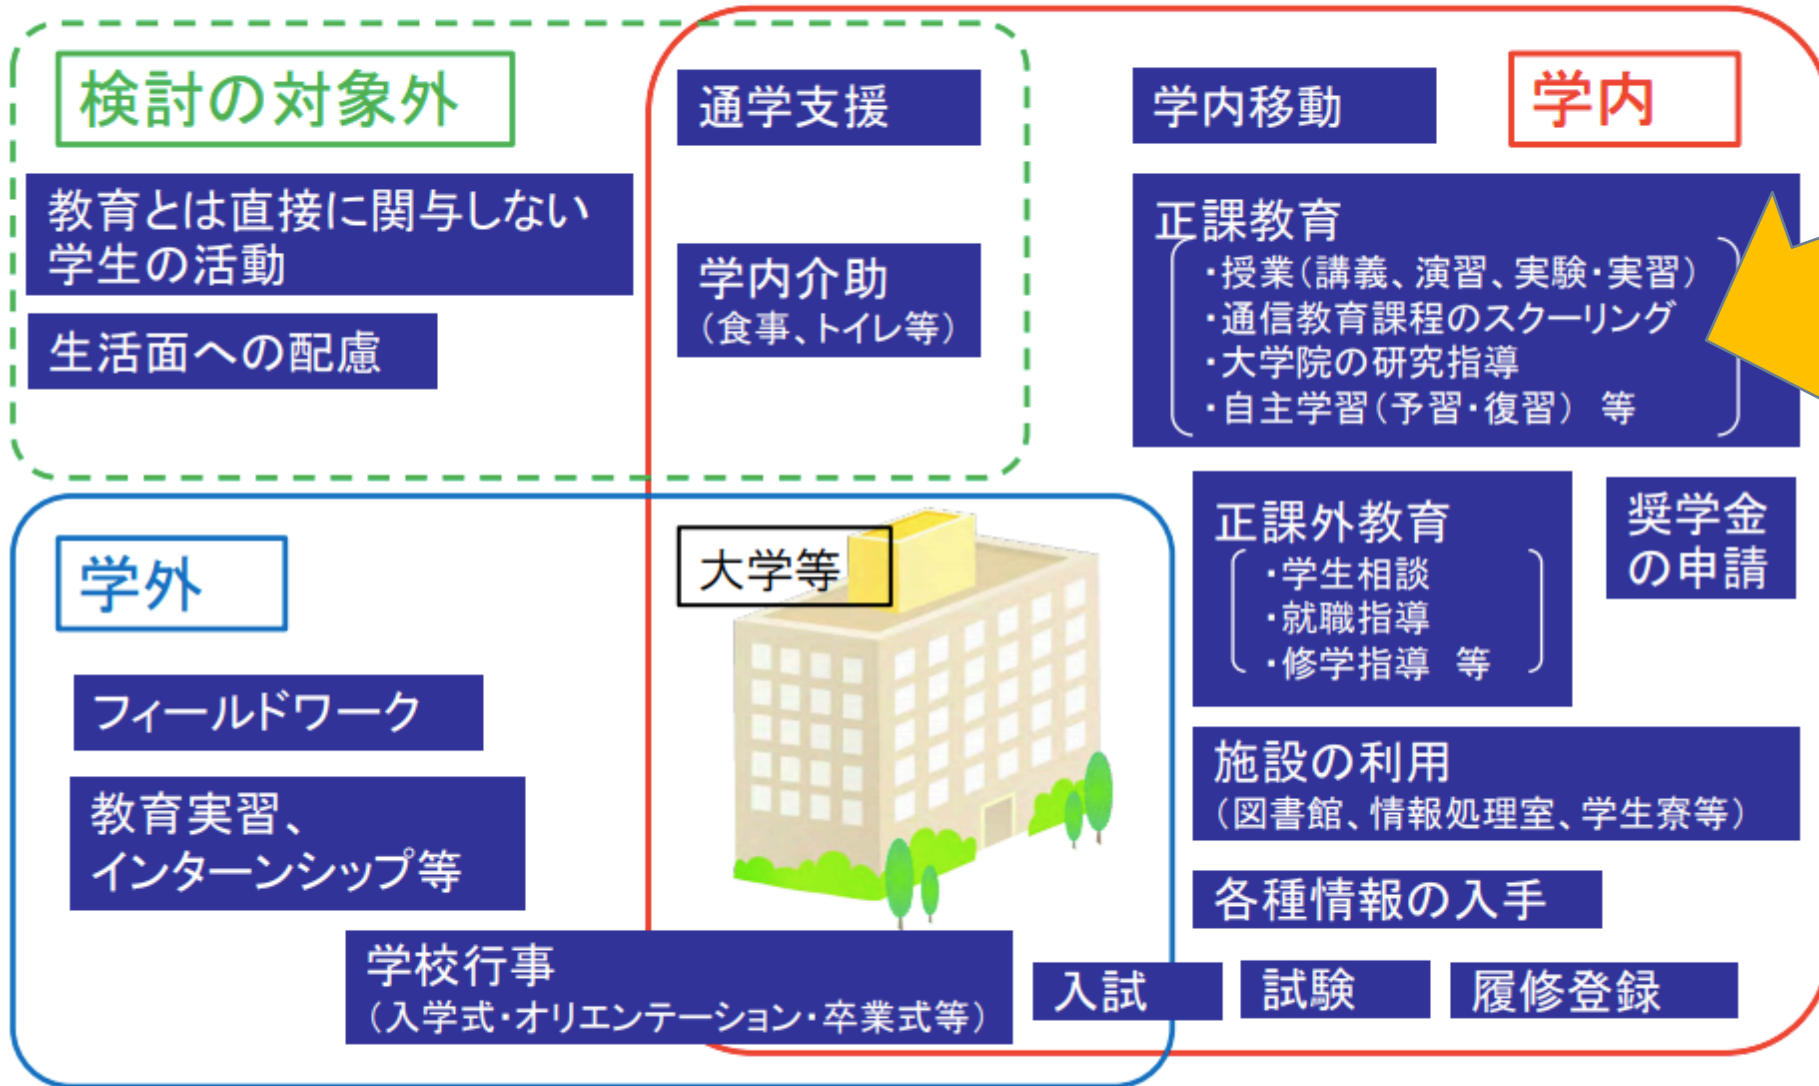 検討の対象外
教育とは直接に関与しない
学生の活動
生活面への配慮
通学支援
学内介助
（食事、トイレ等）
学内移動
学内
正課教育
・授業（講義、演習、実験・実習）
・通信教育課程のスクーリング
・大学院の研究指導
・自主学習（予習・復習） 等
正課外教育
・学生相談
・就職指導
・修学指導 等
奨学金
の申請
大学等
学外
フィールドワーク
教育実習、
インターンシップ等
施設の利用
（図書館、情報処理室、学生寮等）
各種情報の入手
学校行事
（入学式・オリエンテーション・卒業式等）
入試
試験
履修登録